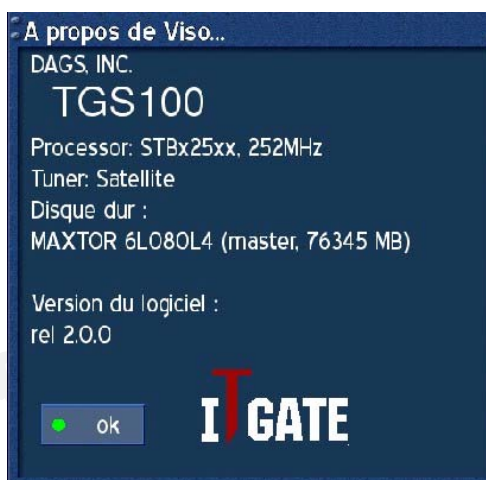 A propos de Viso...
DAGS, INC.
TGS100
Processor: STBx25xx, 252MHz
Tuner: Satellite
Disque dur :
MAXTOR 6L080L4 (master, 76345 MB)
Version du logiciel :
rel 2.0.0
ok
ITGATE